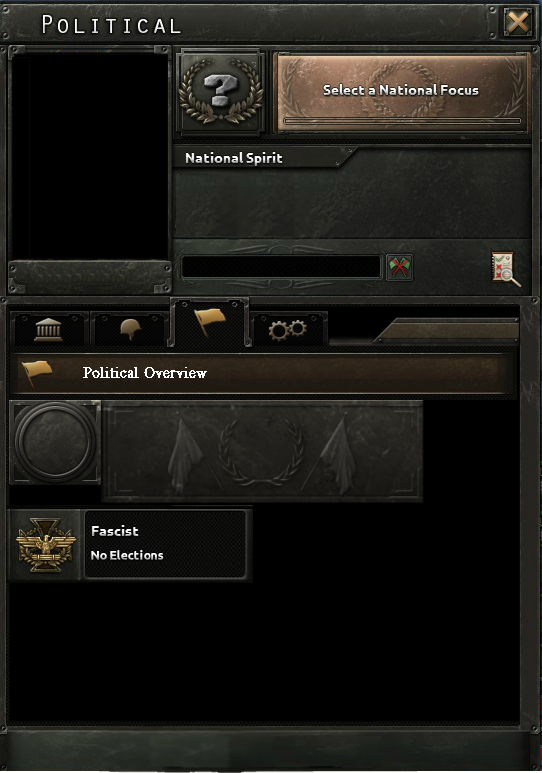 POLITICAL
Select a National Focus
National Spirit
Political Overview
Fascist
No Elections